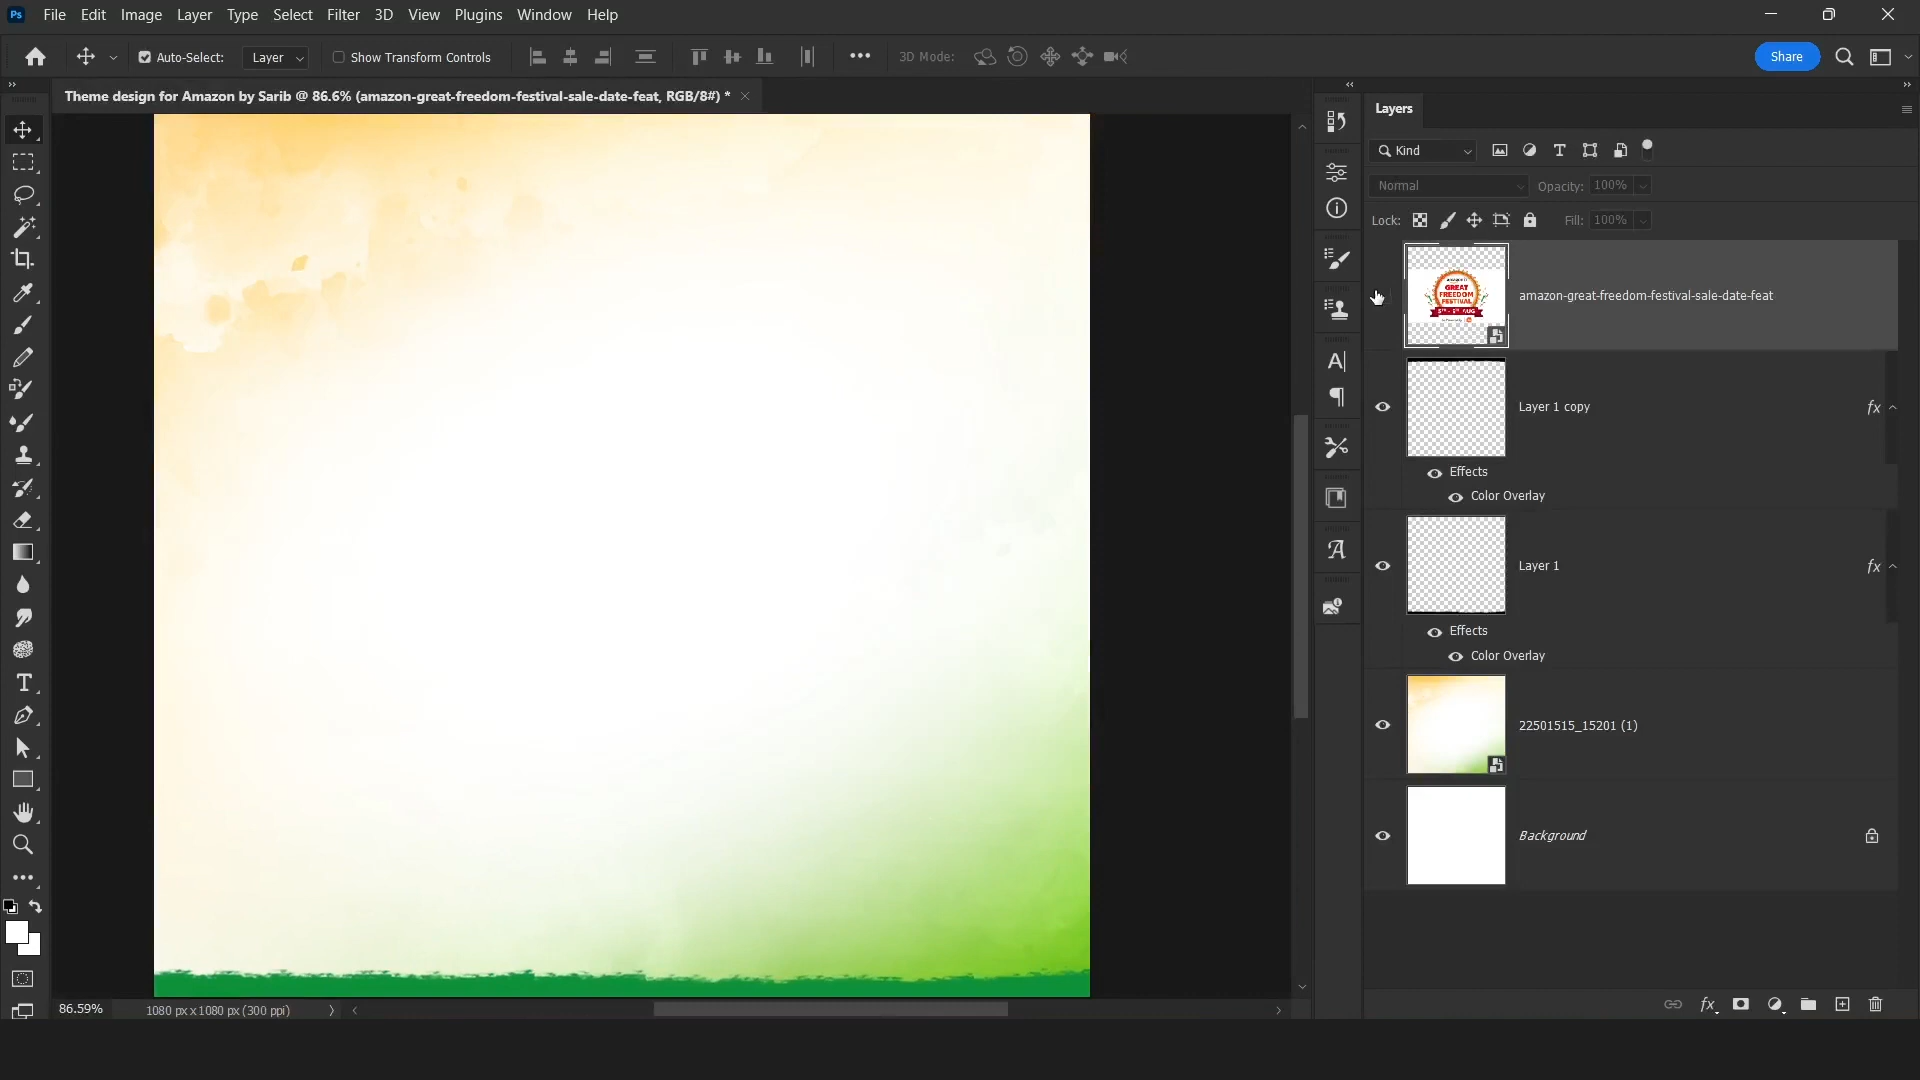 Ps File Edit Image Layer Type Select Filter 3D View Plugins Window Help
Auto-Select: Layer Show Transform Controls 3D Mode: Share
Theme design for Amazon by Sarib @ 86.6% (amazon-great-freedom-festival-sale-date-feat, RGB/8#) *
Layers
Kind
Normal Opacity: 100%
Lock: Fill: 100%
GREAT
FREEDOM
FESTIVAL
amazon-great-freedom-festival-sale-date-feat
Layer 1 copy fx
Effects
Color Overlay
Layer 1 fx
Effects
Color Overlay
22501515_15201 (1)
Background
86.59% 1080 px x 1080 px (300 ppi)
fx